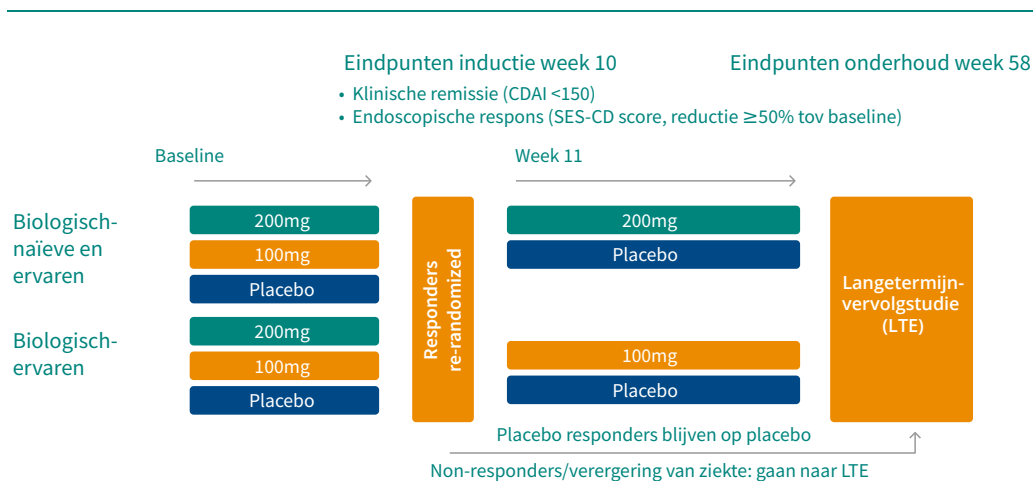 Eindpunten inductie week 10
Eindpunten onderhoud week 58
• Klinische remissie (CDAI <150)
• Endoscopische respons (SES-CD score, reductie ≥50% tov baseline)
Baseline
Week 11
Biologisch-
naïeve en
ervaren
200mg
100mg
Placebo
Biologisch-
ervaren
200mg
100mg
Placebo
Responders
re-randomized
200mg
Placebo
100mg
Placebo
Langetermijn-
vervolgstudie
(LTE)
Placebo responders blijven op placebo
Non-responders/verergering van ziekte: gaan naar LTE